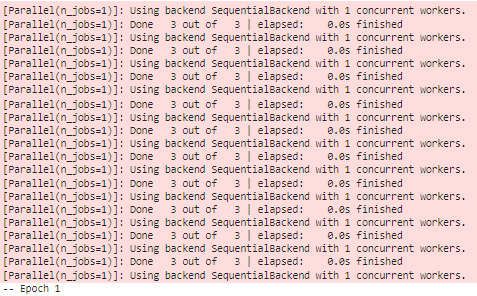 [Parallel(n_jobs=1)]: Using backend SequentialBackend with 1 concurrent workers.
[Parallel(n_jobs=1)]: Done   3 out of   3 | elapsed:    0.0s finished
[Parallel(n_jobs=1)]: Using backend SequentialBackend with 1 concurrent workers.
[Parallel(n_jobs=1)]: Done   3 out of   3 | elapsed:    0.0s finished
[Parallel(n_jobs=1)]: Using backend SequentialBackend with 1 concurrent workers.
[Parallel(n_jobs=1)]: Done   3 out of   3 | elapsed:    0.0s finished
[Parallel(n_jobs=1)]: Using backend SequentialBackend with 1 concurrent workers.
[Parallel(n_jobs=1)]: Done   3 out of   3 | elapsed:    0.0s finished
[Parallel(n_jobs=1)]: Using backend SequentialBackend with 1 concurrent workers.
[Parallel(n_jobs=1)]: Done   3 out of   3 | elapsed:    0.0s finished
[Parallel(n_jobs=1)]: Using backend SequentialBackend with 1 concurrent workers.
[Parallel(n_jobs=1)]: Done   3 out of   3 | elapsed:    0.0s finished
[Parallel(n_jobs=1)]: Using backend SequentialBackend with 1 concurrent workers.
[Parallel(n_jobs=1)]: Done   3 out of   3 | elapsed:    0.0s finished
[Parallel(n_jobs=1)]: Using backend SequentialBackend with 1 concurrent workers.
[Parallel(n_jobs=1)]: Done   3 out of   3 | elapsed:    0.0s finished
[Parallel(n_jobs=1)]: Using backend SequentialBackend with 1 concurrent workers.
[Parallel(n_jobs=1)]: Done   3 out of   3 | elapsed:    0.0s finished
[Parallel(n_jobs=1)]: Using backend SequentialBackend with 1 concurrent workers.
[Parallel(n_jobs=1)]: Done   3 out of   3 | elapsed:    0.0s finished
[Parallel(n_jobs=1)]: Using backend SequentialBackend with 1 concurrent workers.
-- Epoch 1